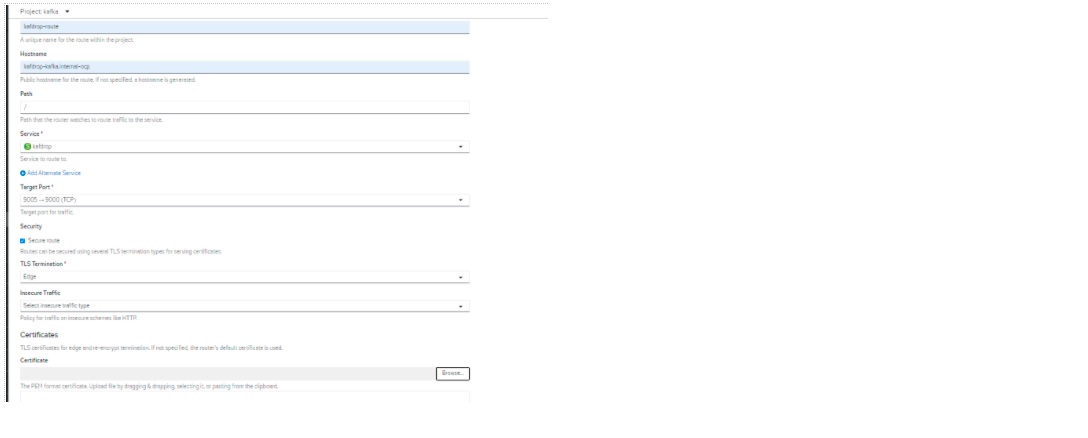 Project: kafka
kafdrop-route
A unique name for the route within the project.
Hostname
kafdrop-kafka.internal-ocp
Public hostname for the route. If not specified, a hostname is generated.
Path
/
Path that the router watches to route traffic to the service.
Service *
S kafdrop
Service to route to.
Add Alternate Service
Target Port *
9005 → 9000 (TCP)
Target port for traffic.
Security
Secure route
Routes can be secured using several TLS termination types for serving certificates.
TLS Termination *
Edge
Insecure Traffic
Select insecure traffic type
Policy for traffic on insecure schemes like HTTP.
Certificates
TLS certificates for edge and re-encrypt termination. If not specified, the router's default certificate is used.
Certificate
Browse...
The PEM format certificate. Upload file by dragging & dropping, selecting it, or pasting from the clipboard.